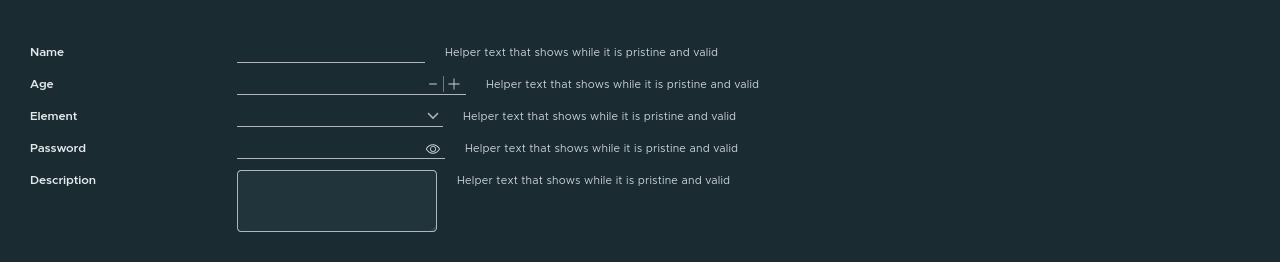 Name Helper text that shows while it is pristine and valid
Age Helper text that shows while it is pristine and valid
Element Helper text that shows while it is pristine and valid
Password Helper text that shows while it is pristine and valid
Description Helper text that shows while it is pristine and valid